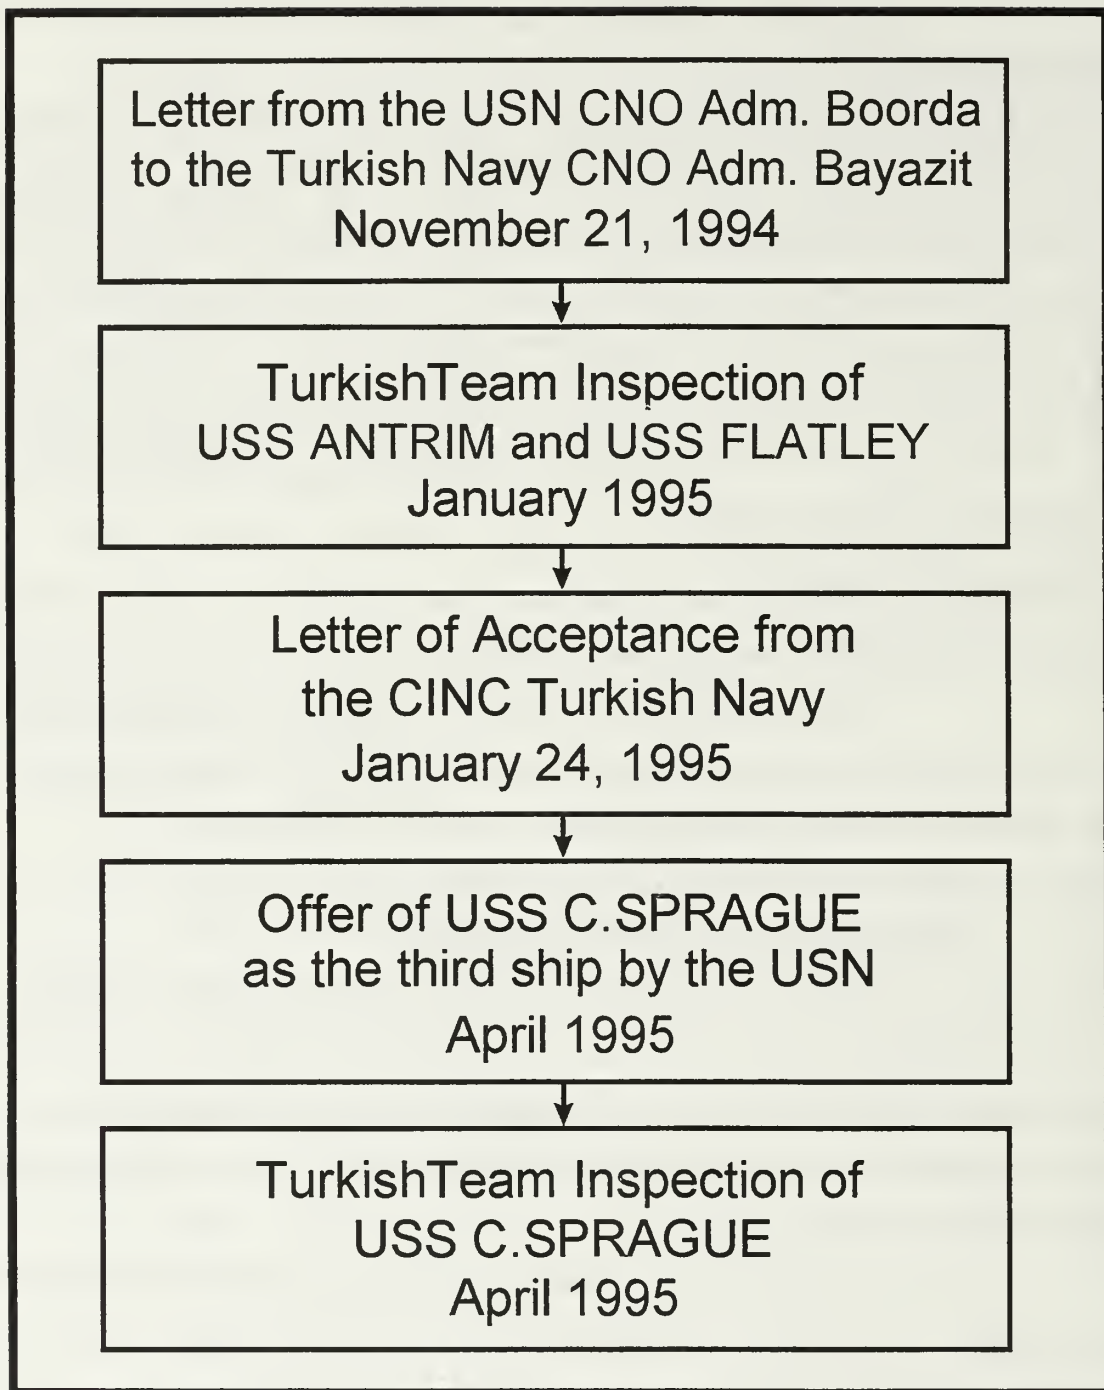 Letter from the USN CNO Adm. Boorda
to the Turkish Navy CNO Adm. Bayazit
November 21, 1994
TurkishTeam Inspection of
USS ANTRIM and USS FLATLEY
January 1995
Letter of Acceptance from
the CINC Turkish Navy
January 24, 1995
Offer of USS C.SPRAGUE
as the third ship by the USN
April 1995
TurkishTeam Inspection of
USS C.SPRAGUE
April 1995